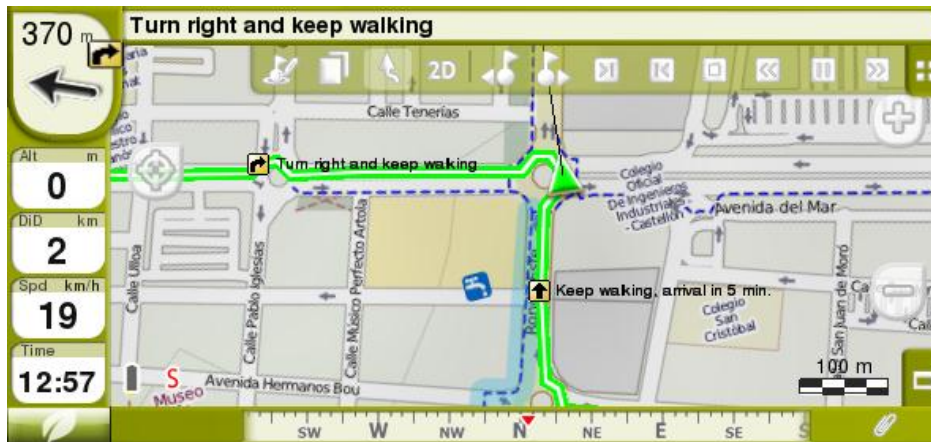 370 m
Turn right and keep walking
2D
Calle Tenerías
Alt m
0
Turn right and keep walking
Colegio
Oficial
De Ingenieros
Industriales
- Castellón
Avenida del Mar
DiD km
2
Calle Ulloa
Calle Pablo Iglesias
Calle Músico Perfecto Artola
Keep walking, arrival in 5 min.
Spd km/h
19
Colegio
San
Cristóbal
San Juan de Moró
Time
12:57
S
Museo
Avenida Hermanos Bou
100 m
SW W NW N NE E SE S